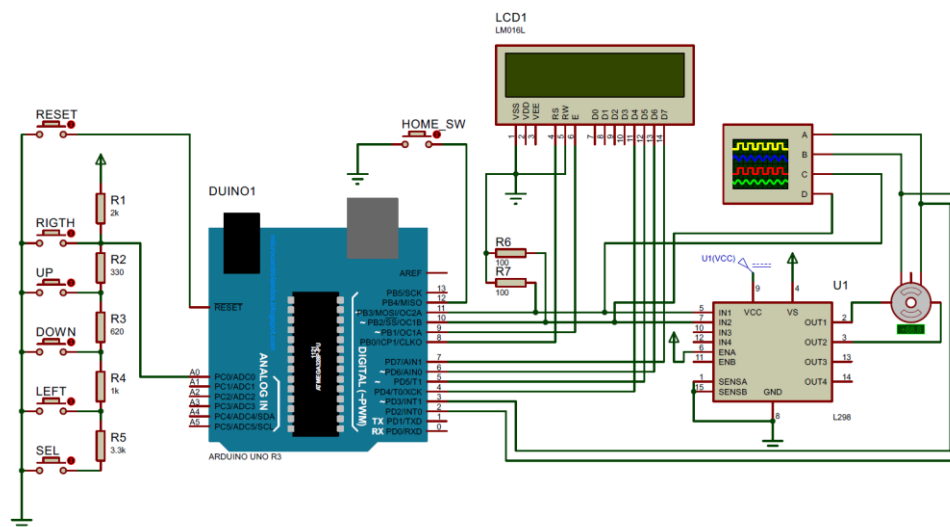 LCD1
LM016L
VSS
VDD
VEE
RS
RW
E
D0
D1
D2
D3
D4
D5
D6
D7
1
2
3
4
5
6
7
8
9
10
11
12
13
14
RESET
HOME_SW
A
B
C
D
R1
2k
DUINO1
RIGTH
R2
330
UP
R3
620
DOWN
R4
1k
LEFT
R5
3.3k
SEL
R6
100
R7
100
AREF
13
PB5/SCK
12
PB4/MISO
11
~ PB3/MOSI/OC2A
10
~ PB2/SS/OC1B
9
~ PB1/OC1A
8
PB0/ICP1/CLKO
7
PD7/AIN1
6
~ PD6/AIN0
5
~ PD5/T1
4
PD4/T0/XCK
3
~ PD3/INT1
2
PD2/INT0
1
TX PD1/TXD
0
RX PD0/RXD
RESET
A0
PC0/ADC0
A1
PC1/ADC1
A2
PC2/ADC2
A3
PC3/ADC3
A4
PC4/ADC4/SDA
A5
PC5/ADC5/SCL
ANALOG IN
DIGITAL (~PWM)
ARDUINO UNO R3
U1(VCC)
U1
9
4
VCC
VS
5
IN1
7
IN2
10
IN3
12
IN4
6
ENA
11
ENB
1
SENSA
15
SENSB
OUT1
2
OUT2
3
OUT3
13
OUT4
14
GND
8
L298